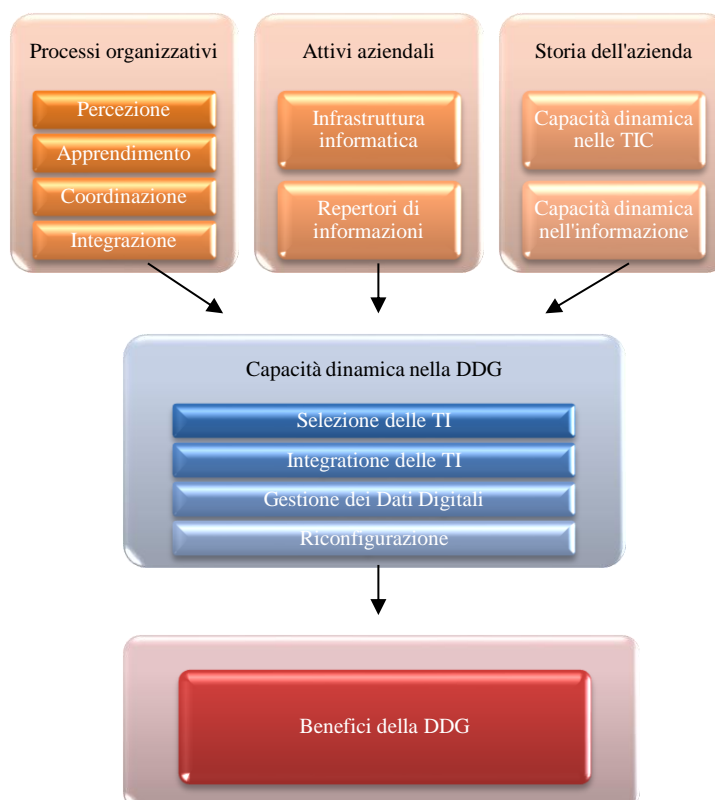 Processi organizzativi
Percezione
Apprendimento
Coordinazione
Integrazione
Attivi aziendali
Infrastruttura
informatica
Repertori di
informazioni
Storia dell'azienda
Capacità dinamica
nelle TIC
Capacità dinamica
nell'informazione
Capacità dinamica nella DDG
Selezione delle TI
Integratione delle TI
Gestione dei Dati Digitali
Riconfigurazione
Benefici della DDG